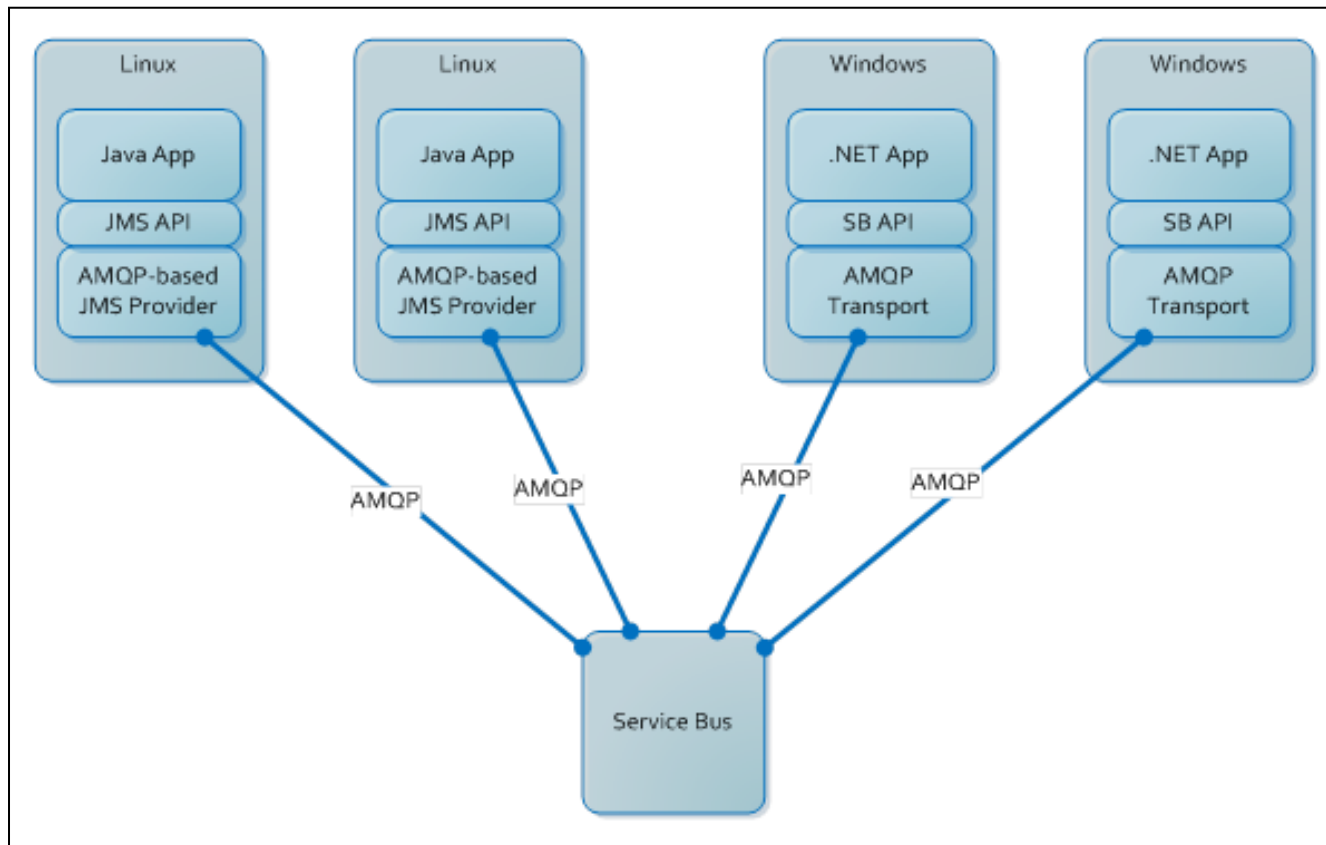 Linux
Java App
JMS API
AMQP-based
JMS Provider
Linux
Java App
JMS API
AMQP-based
JMS Provider
Windows
.NET App
SB API
AMQP
Transport
Windows
.NET App
SB API
AMQP
Transport
AMQP
AMQP
AMQP
AMQP
Service Bus